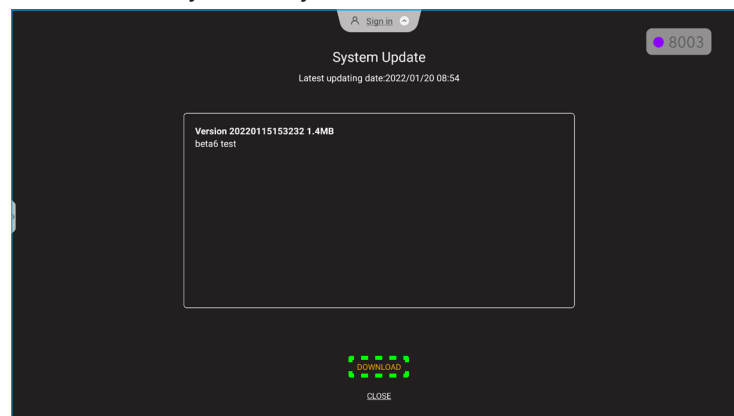 Sign in
8003
System Update
Latest updating date:2022/01/20 08:54
Version 20220115153232 1.4MB
beta6 test
DOWNLOAD
CLOSE